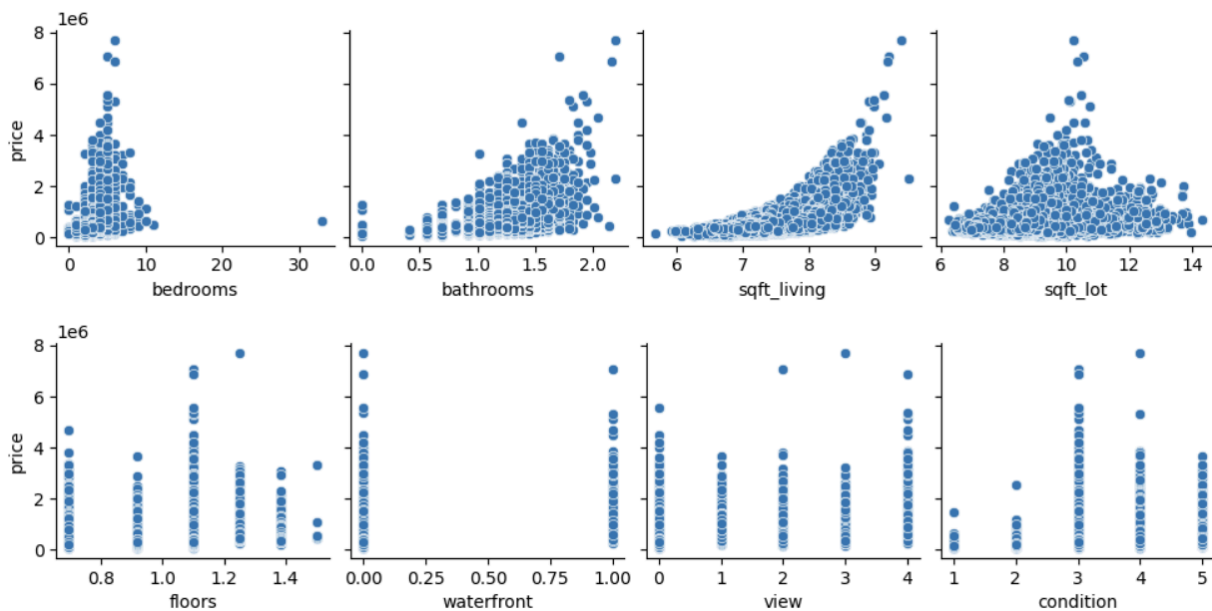 1e6
8
6
4
2
0
price
0 10 20 30
bedrooms
0.0 0.5 1.0 1.5 2.0
bathrooms
6 7 8 9
sqft_living
6 8 10 12 14
sqft_lot
1e6
8
6
4
2
0
price
0.8 1.0 1.2 1.4
floors
0.00 0.25 0.50 0.75 1.00
waterfront
0 1 2 3 4
view
1 2 3 4 5
condition